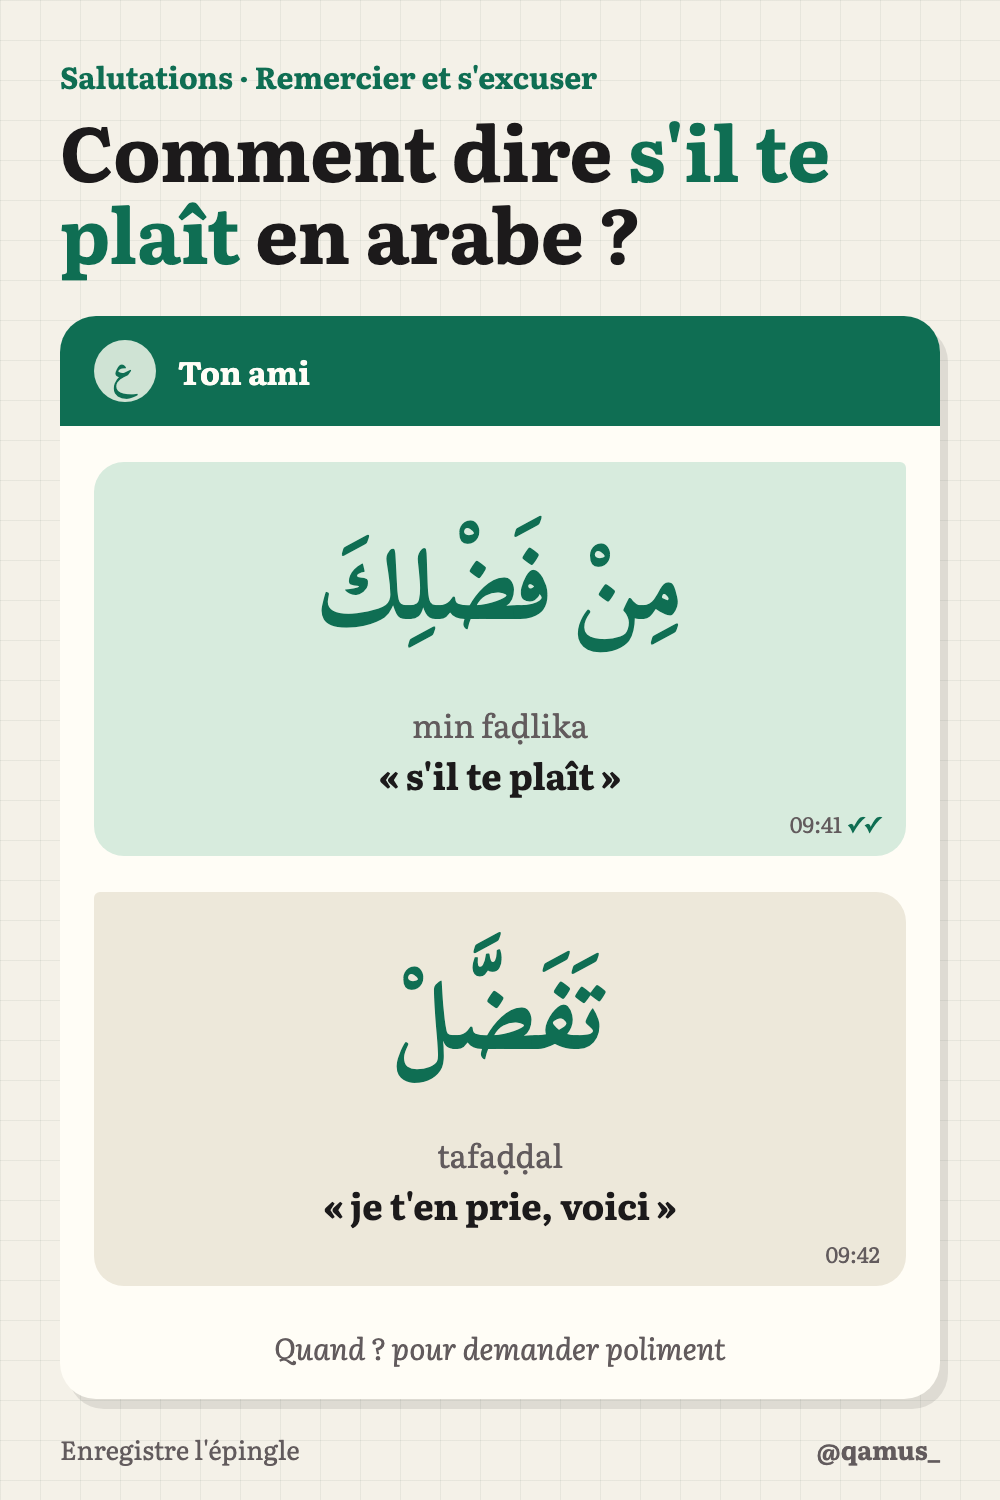 Salutations · Remercier et s'excuser
Comment dire s'il te
plaît en arabe ?
ع
Ton ami
مِنْ فَضْلِكَ
min faḍlika
« s'il te plaît »
09:41 ✓✓
تَفَضَّلْ
tafaḍḍal
« je t'en prie, voici »
09:42
Quand ? pour demander poliment
Enregistre l'épingle
@qamus_